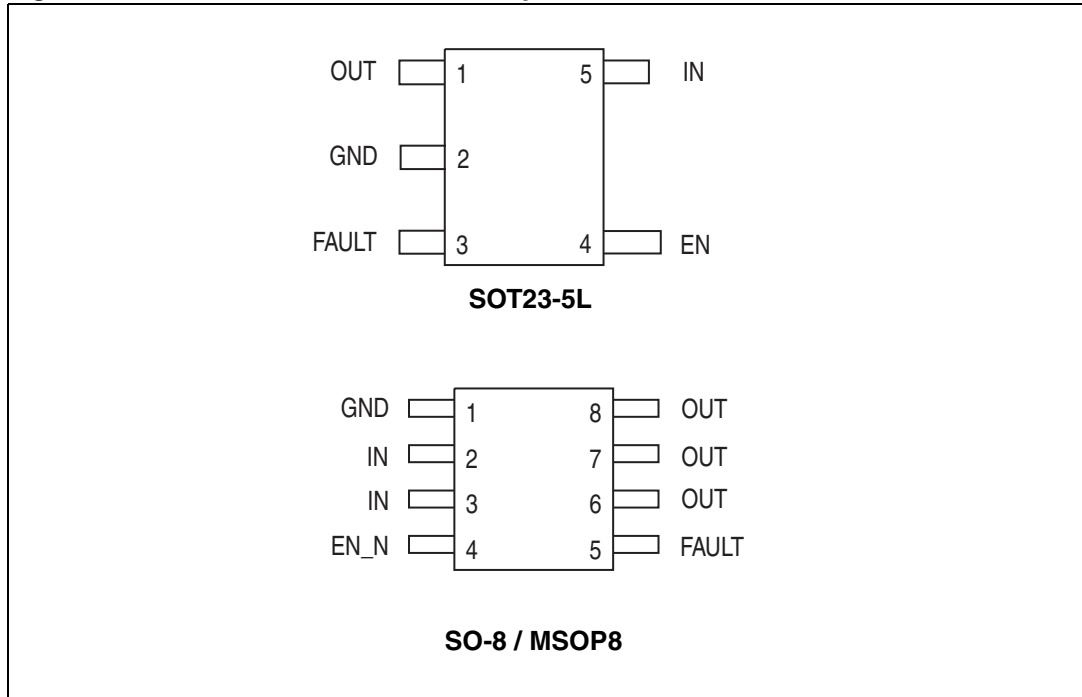 OUT 1 5 IN
GND 2
FAULT 3 4 EN
SOT23-5L
GND 1 8 OUT
IN 2 7 OUT
IN 3 6 OUT
EN_N 4 5 FAULT
SO-8 / MSOP8